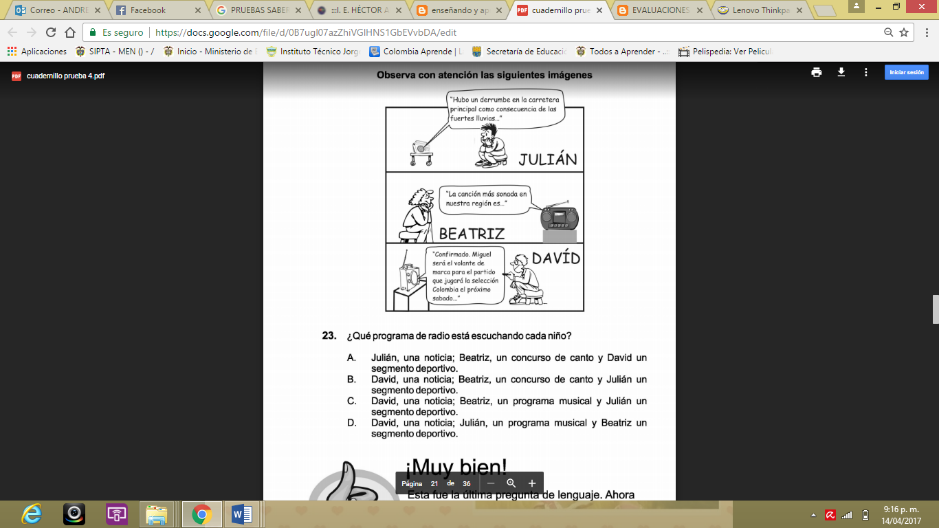 Correo - ANDRE
Facebook
PRUEBAS SABER
::I. E. HÉCTOR Á
enseñando y ap
cuadernillo prue
EVALUACIONES
Lenovo Thinkpa
Es seguro
https://docs.google.com/file/d/0B7ugl07azZhiVGlHNS1GbEVvbDA/edit
Aplicaciones
SIPTA - MEN () - /
Inicio - Ministerio de
Instituto Técnico Jorg
Colombia Aprende | L
Secretaría de Educaci
Todos a Aprender - ..
Pelispedia: Ver Pelicul
PDF cuadernillo prueba 4.pdf
Iniciar sesión
Observa con atención las siguientes imágenes
"Hubo un derrumbe en la carretera
principal como consecuencia de las
fuertes lluvias..."
JULIÁN
"La canción más sonada en
nuestra región es..."
BEATRIZ
"Confirmado. Miguel
será el volante de
marca para el partido
que jugará la selección
Colombia el próximo
sabado..."
DAVÍD
23. ¿Qué programa de radio está escuchando cada niño?
A. Julián, una noticia; Beatriz, un concurso de canto y David un
segmento deportivo.
B. David, una noticia; Beatriz, un concurso de canto y Julián un
segmento deportivo.
C. David, una noticia; Beatriz, un programa musical y Julián un
segmento deportivo.
D. David, una noticia; Julián, un programa musical y Beatriz un
segmento deportivo.
¡Muy bien!
Página 21 de 36
Esta fue la última pregunta de lenguaje. Ahora
9:16 p. m.
14/04/2017